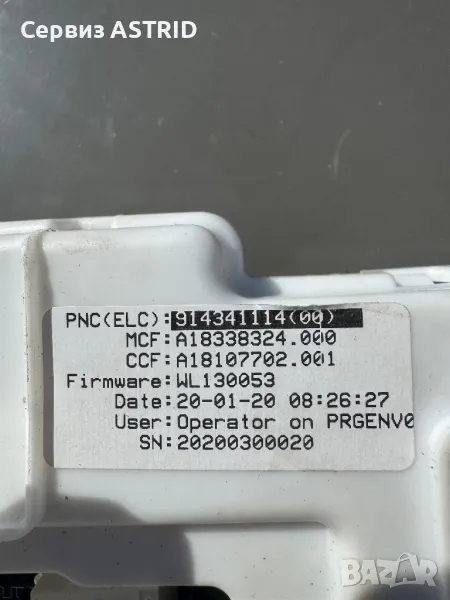 Сервиз ASTRID
PNC(ELC):914341114(00)
MCF:A18338324.000
CCF:A18107702.001
Firmware:WL130053
Date:20-01-20 08:26:27
User:Operator on PRGENV0
SN:20200300020
BAZAR